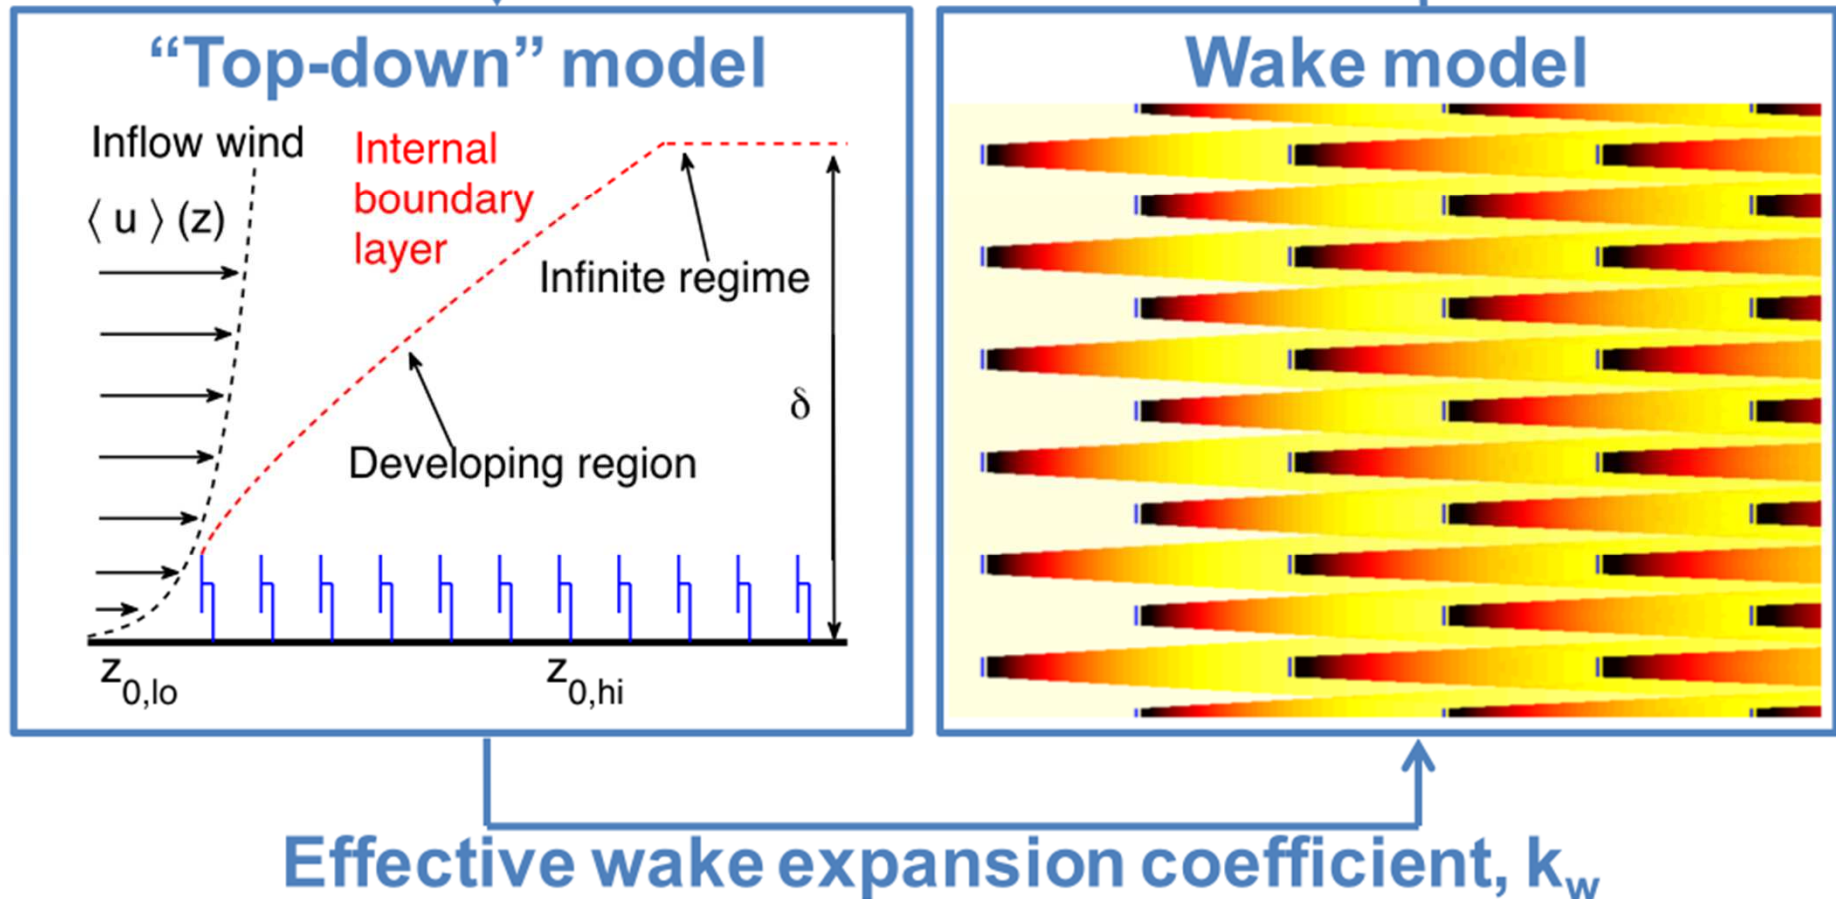 “Top-down” model
Inflow wind
⟨ u ⟩ (z)
Internal
boundary
layer
Infinite regime
δ
Developing region
z0,lo
z0,hi
Wake model
Effective wake expansion coefficient, kw